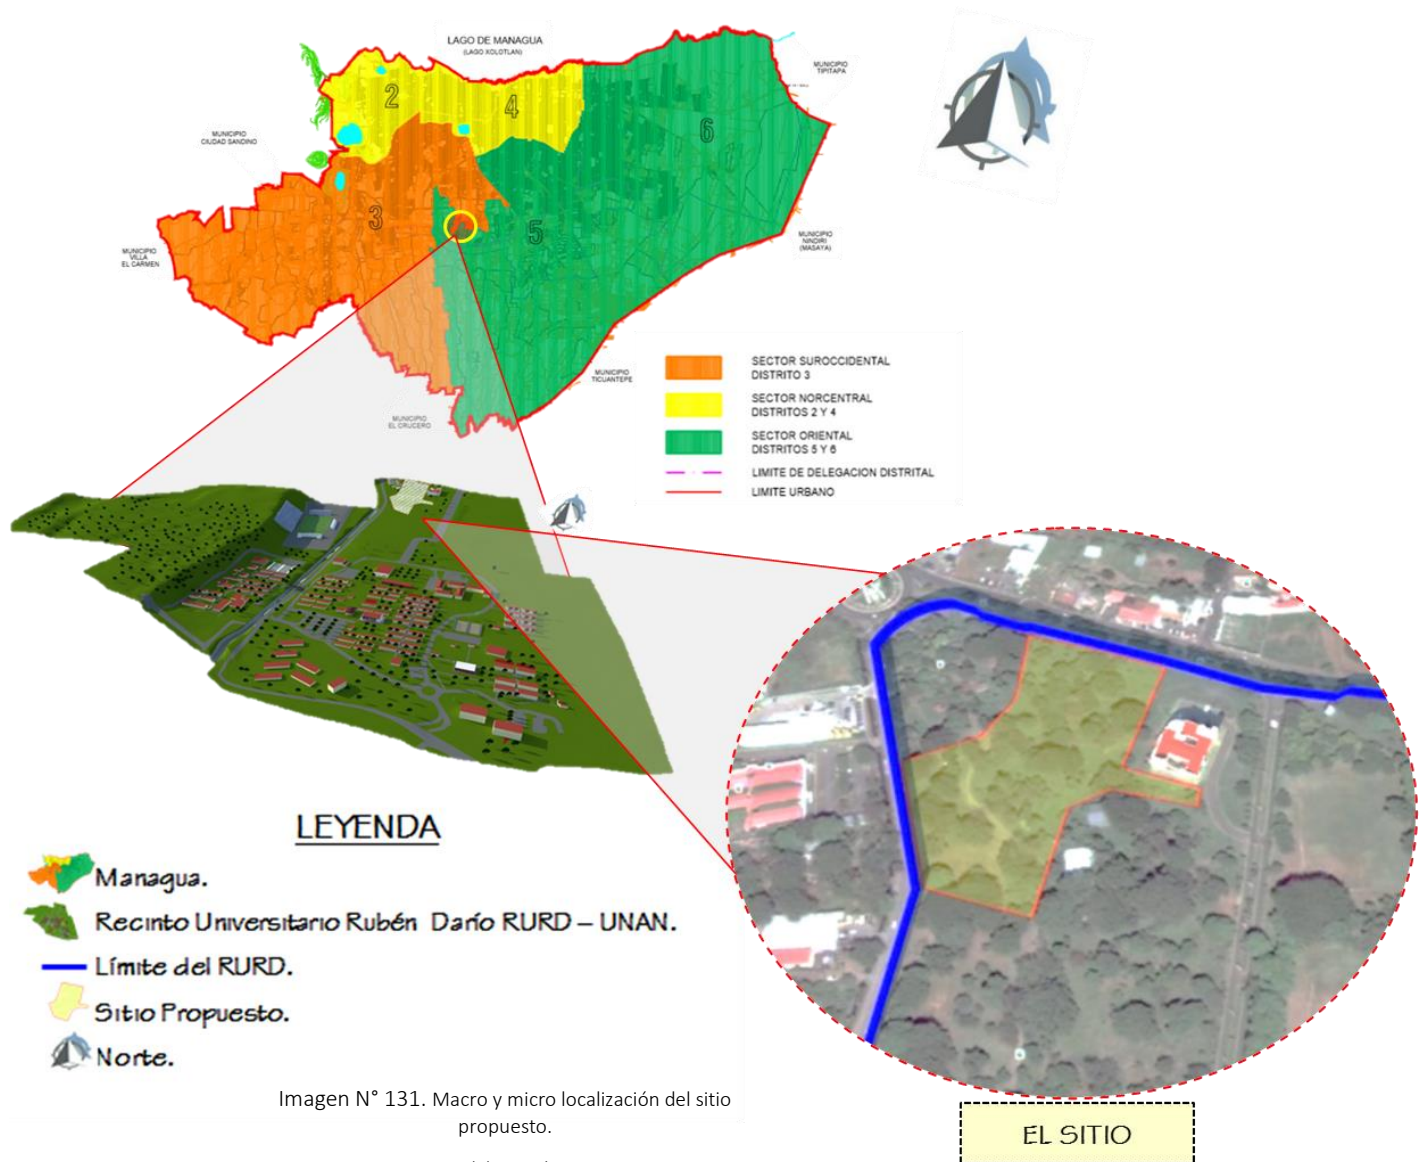 LAGO DE MANAGUA
(LAGO XOLOTLAN)
MUNICIPIO
TIPITAPA
MUNICIPIO
CIUDAD SANDINO
2
4
6
3
5
MUNICIPIO
VILLA
EL CARMEN
MUNICIPIO
NINDIRI
(MASAYA)
MUNICIPIO
TICUANTEPE
MUNICIPIO
EL CRUCERO
SECTOR SUROCCIDENTAL
DISTRITO 3
SECTOR NORCENTRAL
DISTRITOS 2 Y 4
SECTOR ORIENTAL
DISTRITOS 5 Y 6
LIMITE DE DELEGACION DISTRITAL
LIMITE URBANO
LEYENDA
Managua.
Recinto Universitario Rubén Darío RURD – UNAN.
Límite del RURD.
Sitio Propuesto.
Norte.
Imagen N° 131. Macro y micro localización del sitio
propuesto.
EL SITIO